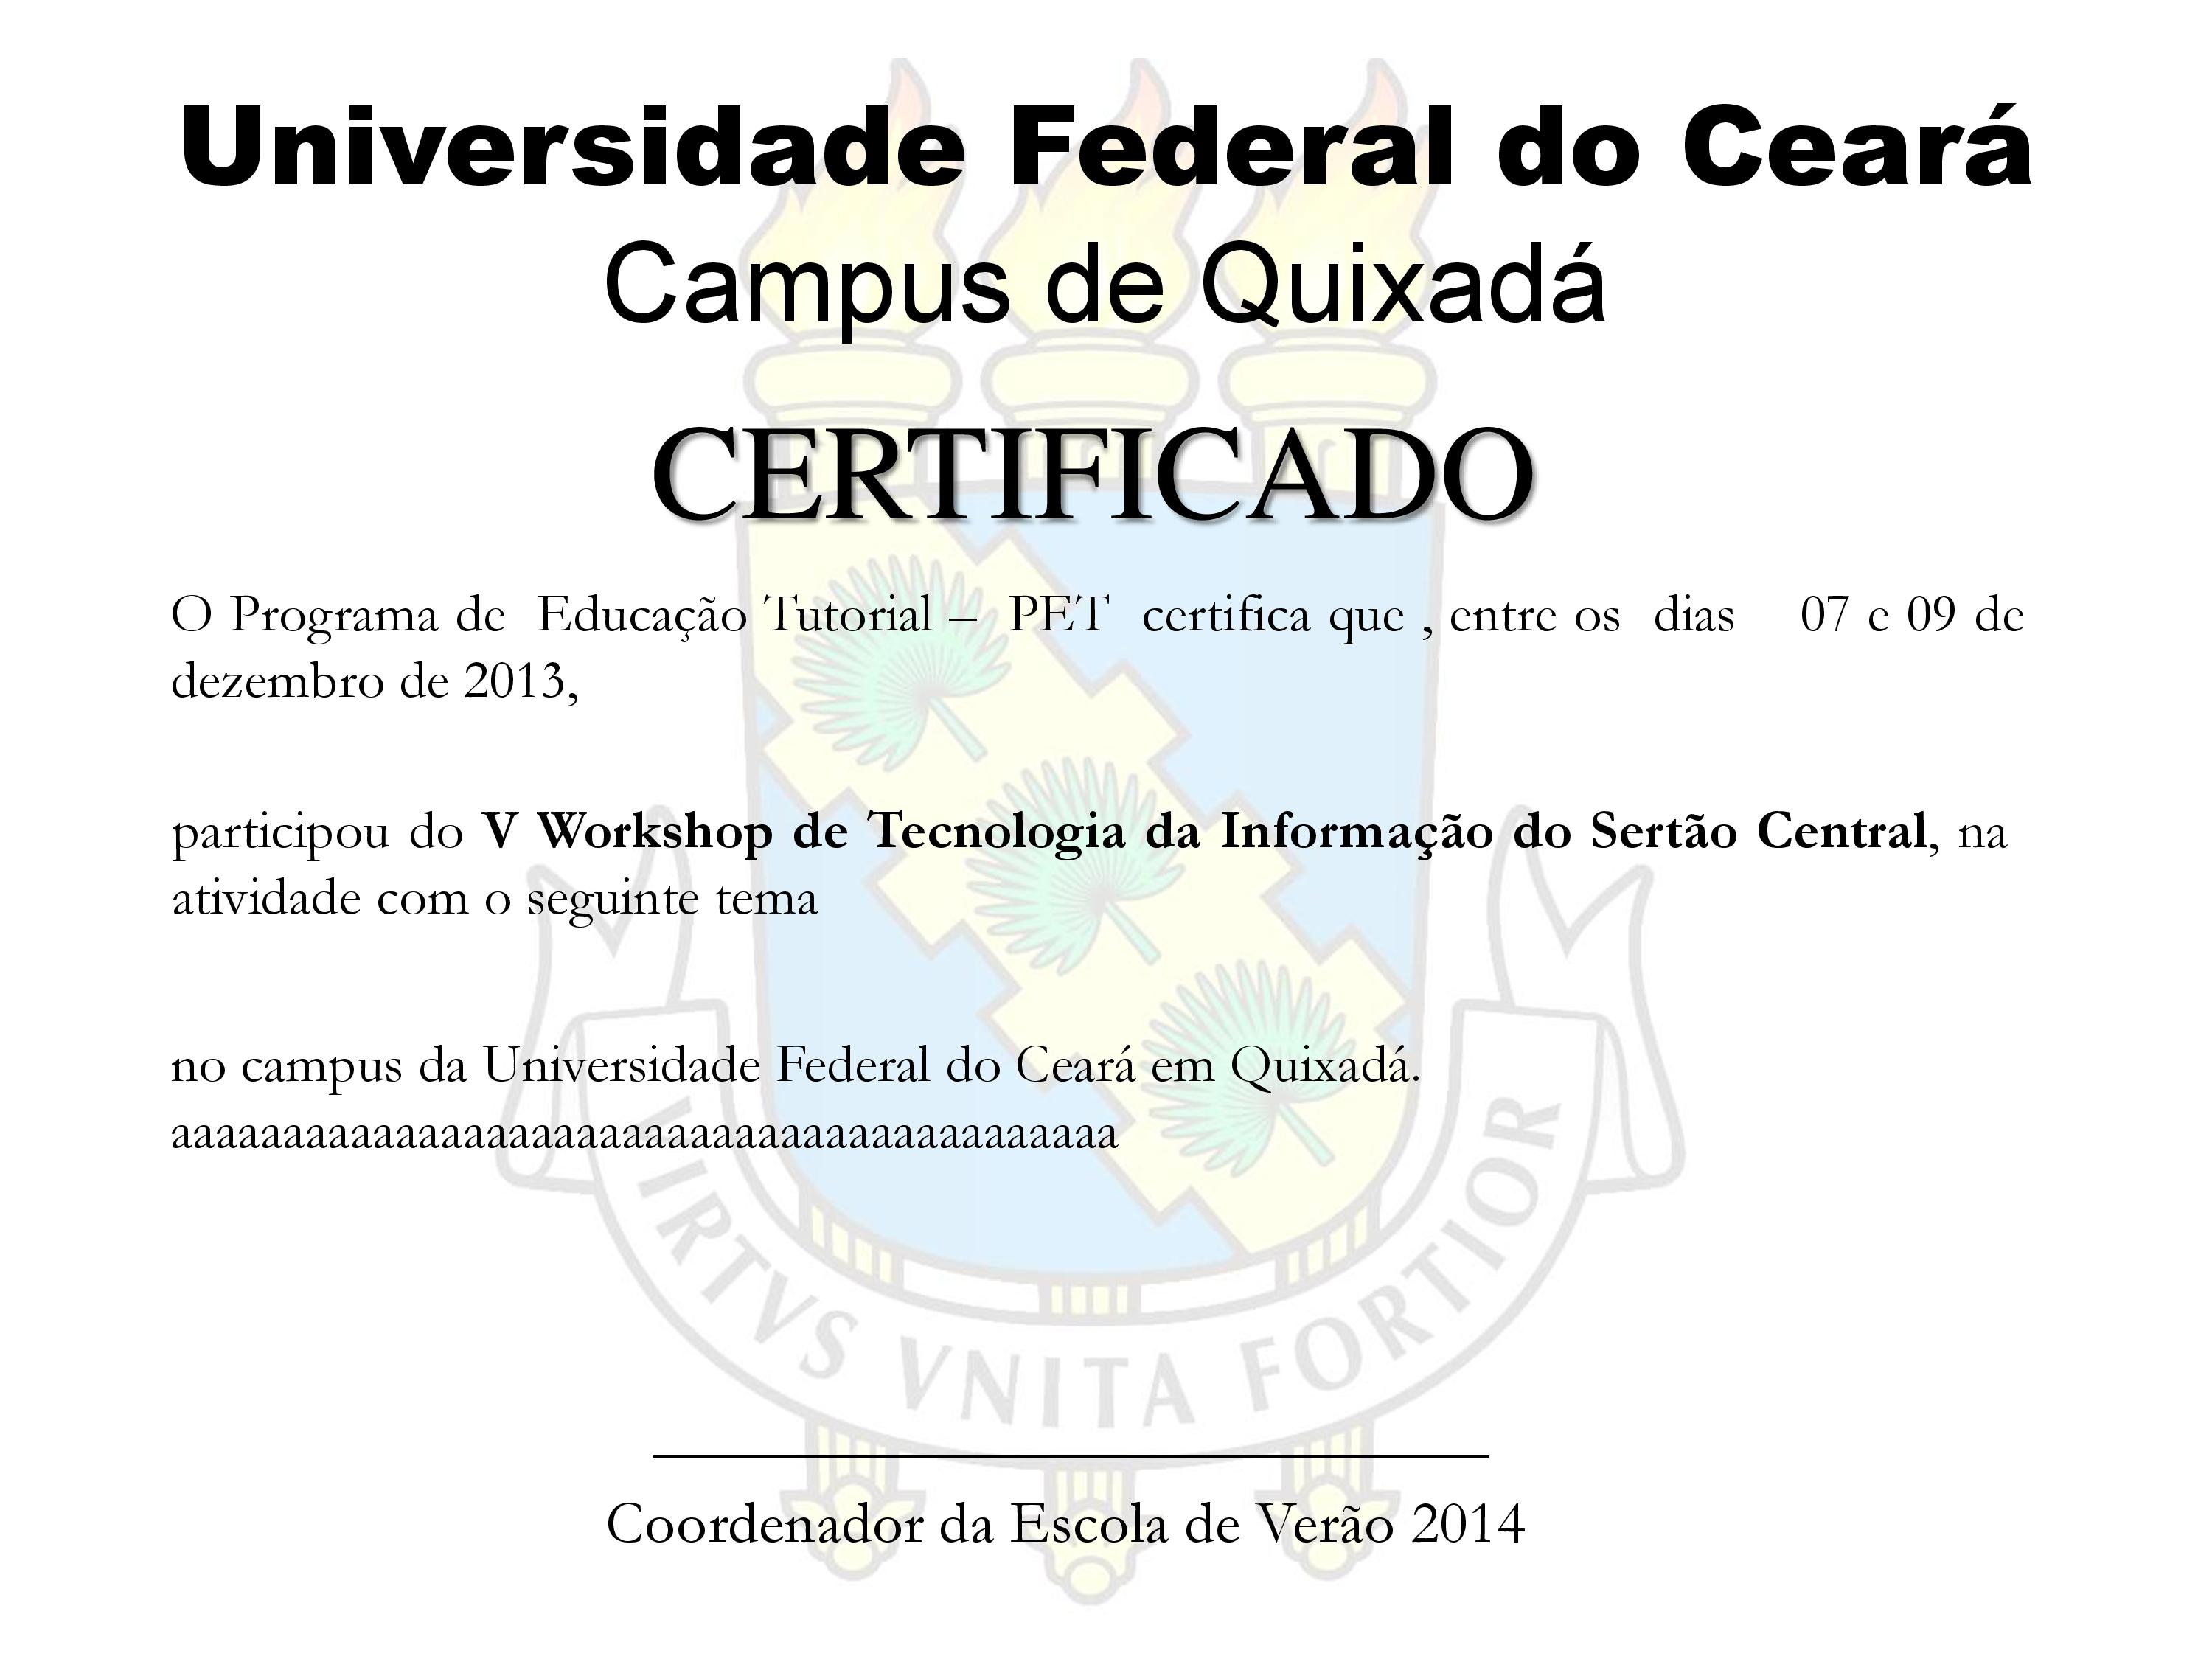 Universidade Federal do Ceará
Campus de Quixadá
CERTIFICADO
O Programa de Educação Tutorial – PET certifica que , entre os dias 07 e 09 de
dezembro de 2013,
participou do V Workshop de Tecnologia da Informação do Sertão Central, na
atividade com o seguinte tema
no campus da Universidade Federal do Ceará em Quixadá.
aaaaaaaaaaaaaaaaaaaaaaaaaaaaaaaaaaaaaaaaaa
VIRTVS VNITA FORTIOR
Coordenador da Escola de Verão 2014